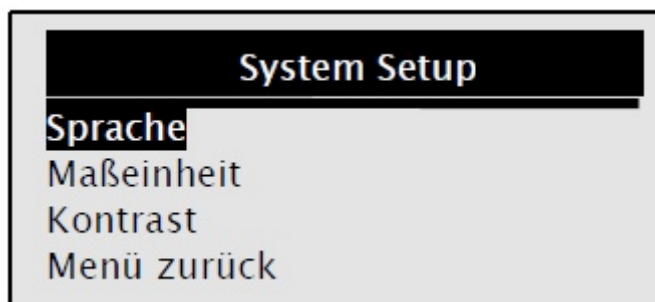 System Setup
Sprache
Maßeinheit
Kontrast
Menü zurück